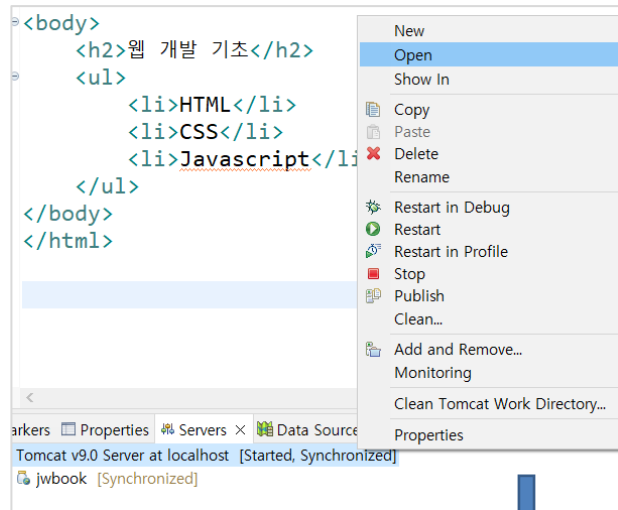 <body>
<h2>웹 개발 기초</h2>
<ul>
<li>HTML</li>
<li>CSS</li>
<li>Javascript</li
</ul>
</body>
</html>
New
Open
Show In
Copy
Paste
Delete
Rename
Restart in Debug
Restart
Restart in Profile
Stop
Publish
Clean...
Add and Remove...
Monitoring
Clean Tomcat Work Directory...
Properties
arkers Properties Servers Data Source
Tomcat v9.0 Server at localhost [Started, Synchronized]
jwbook [Synchronized]